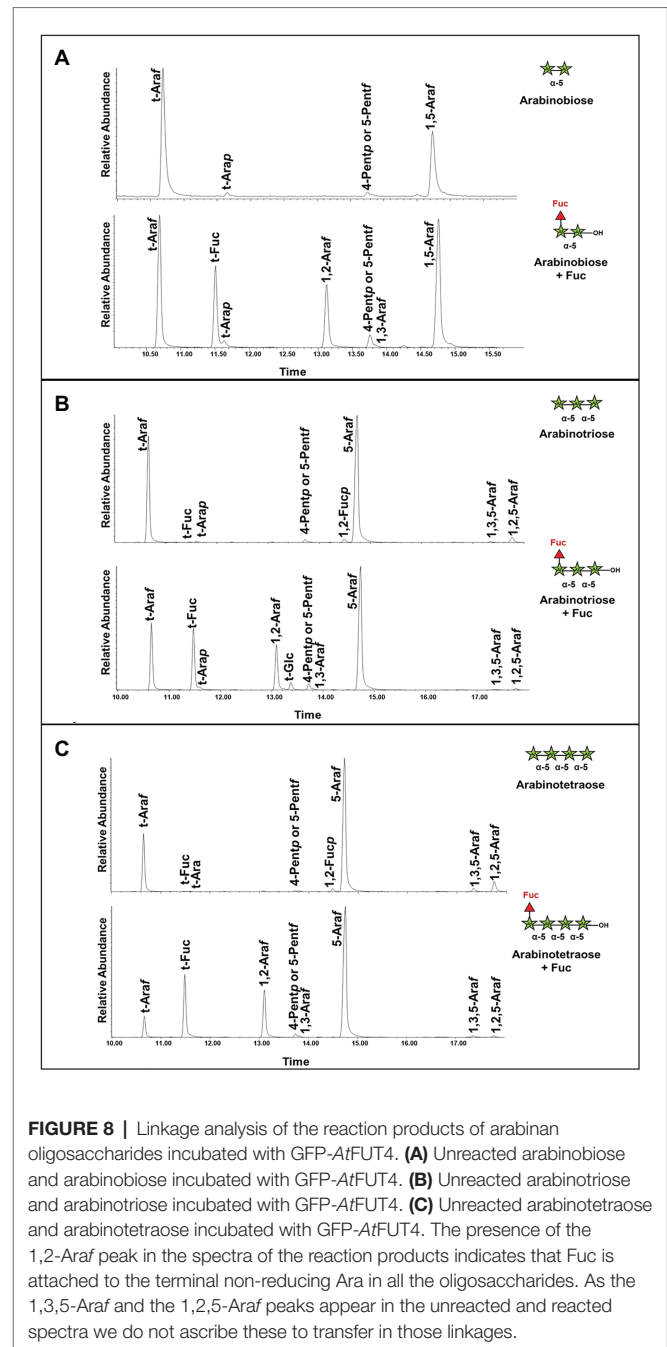 A
Relative Abundance
t-Araf
t-Arap
4-Pentp or 5-Pentf
1,5-Araf
α-5
Arabinobiose
Relative Abundance
t-Araf
t-Fuc
t-Arap
1,2-Araf
4-Pentp or 5-Pentf
1,3-Araf
1,5-Araf
Fuc
OH
α-5
Arabinobiose
+ Fuc
10.50 11.00 11.50 12.00 12.50 13.00 13.50 14.00 14.50 15.00 15.50
Time
B
Relative Abundance
t-Araf
t-Fuc
t-Arap
4-Pentp or 5-Pentf
1,2-Fucp
5-Araf
1,3,5-Araf
1,2,5-Araf
α-5 α-5
Arabinotriose
Relative Abundance
t-Araf
t-Fuc
t-Arap
1,2-Araf
t-Glc
4-Pentp or 5-Pentf
1,3-Araf
5-Araf
1,3,5-Araf
1,2,5-Araf
Fuc
OH
α-5 α-5
Arabinotriose
+ Fuc
10.00 11.00 12.00 13.00 14.00 15.00 16.00 17.00
Time
C
Relative Abundance
t-Araf
t-Fuc
t-Ara
4-Pentp or 5-Pentf
1,2-Fucp
5-Araf
1,3,5-Araf
1,2,5-Araf
α-5 α-5 α-5
Arabinotetraose
Relative Abundance
t-Araf
t-Fuc
1,2-Araf
4-Pentp or 5-Pentf
1,3-Araf
5-Araf
1,3,5-Araf
1,2,5-Araf
Fuc
OH
α-5 α-5 α-5
Arabinotetraose
+ Fuc
10.00 11.00 12.00 13.00 14.00 15.00 16.00 17.00
Time
FIGURE 8 | Linkage analysis of the reaction products of arabinan
oligosaccharides incubated with GFP-AtFUT4. (A) Unreacted arabinobiose
and arabinobiose incubated with GFP-AtFUT4. (B) Unreacted arabinotriose
and arabinotriose incubated with GFP-AtFUT4. (C) Unreacted arabinotetraose
and arabinotetraose incubated with GFP-AtFUT4. The presence of the
1,2-Araf peak in the spectra of the reaction products indicates that Fuc is
attached to the terminal non-reducing Ara in all the oligosaccharides. As the
1,3,5-Araf and the 1,2,5-Araf peaks appear in the unreacted and reacted
spectra we do not ascribe these to transfer in those linkages.